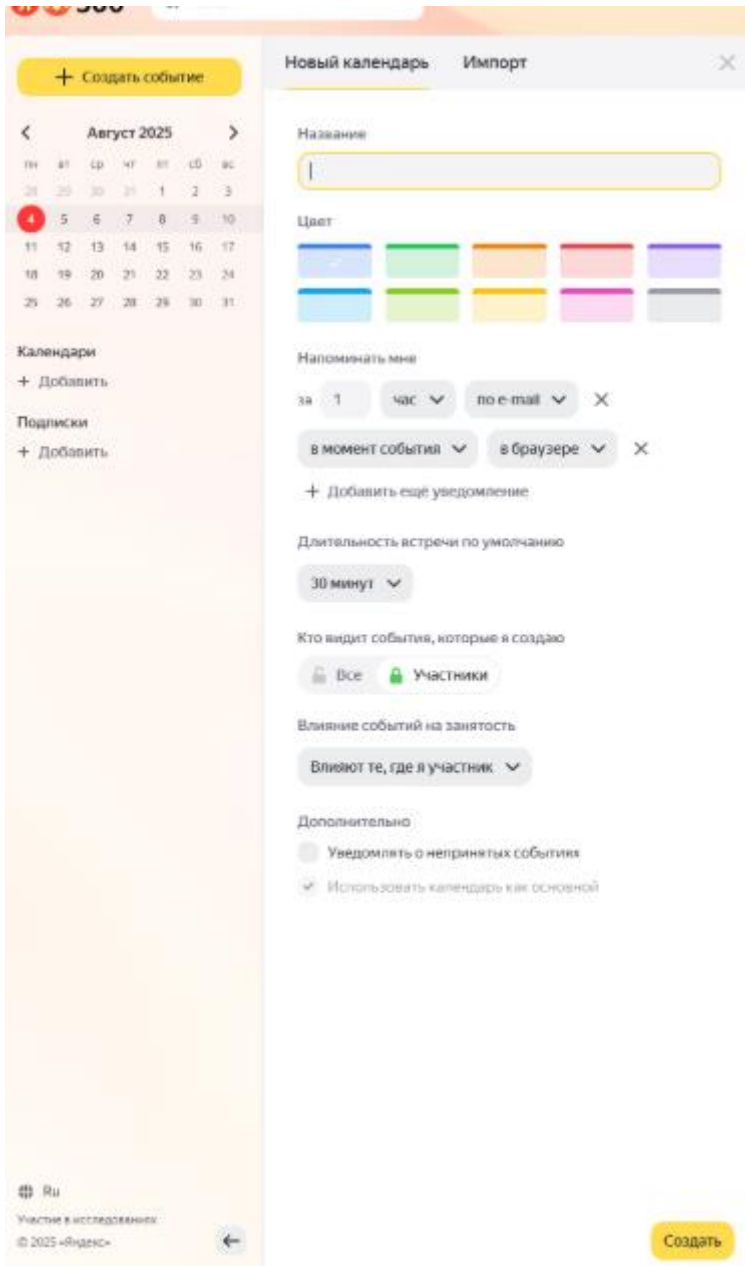 360
+ Создать событие
Август 2025
пн вт ср чт пт сб вс
28 29 30 31 1 2 3
4 5 6 7 8 9 10
11 12 13 14 15 16 17
18 19 20 21 22 23 24
25 26 27 28 29 30 31
Календари
+ Добавить
Подписки
+ Добавить
Ru
Участие в исследованиях
© 2025 «Яндекс»
Новый календарь Импорт
Название
Цвет
Напоминать мне
за 1 час по e-mail
в момент события в браузере
+ Добавить ещё уведомление
Длительность встречи по умолчанию
30 минут
Кто видит события, которые я создаю
Все Участники
Влияние событий на занятость
Влияют те, где я участник
Дополнительно
Уведомлять о непринятых событиях
Использовать календарь как основной
Создать